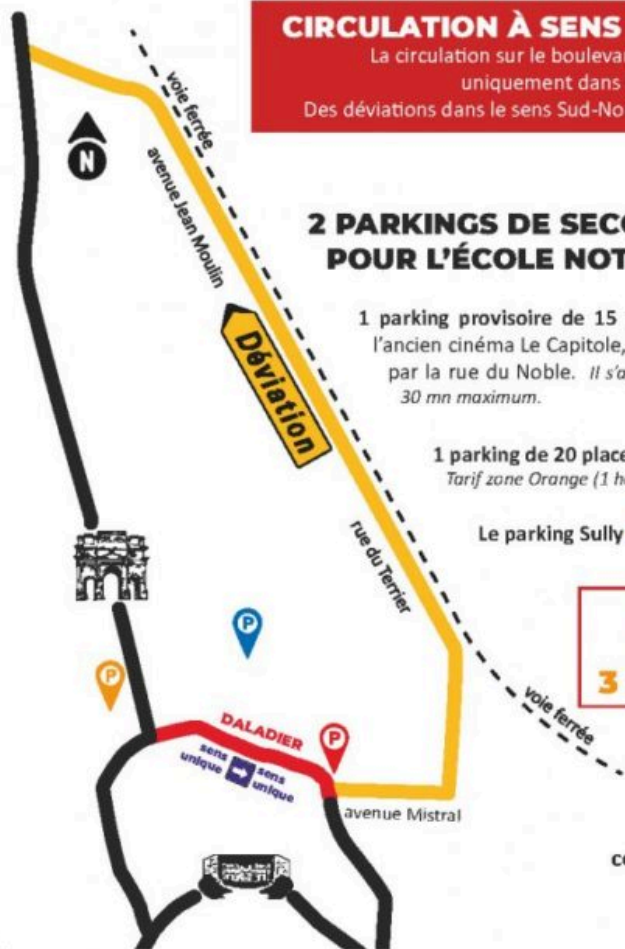 CIRCULATION À SENS
La circulation sur le boulevar
uniquement dans
Des déviations dans le sens Sud-No
voie ferrée
N
avenue Jean Moulin
2 PARKINGS DE SECO
POUR L'ÉCOLE NOT
1 parking provisoire de 15
l'ancien cinéma Le Capitole,
par la rue du Noble. Il s'a
30 mn maximum.
Déviation
1 parking de 20 place
Tarif zone Orange (1 h
Le parking Sully
rue du Terrier
P
3
P
voie ferrée
DALADIER
P
sens unique
sens unique
avenue Mistral
co